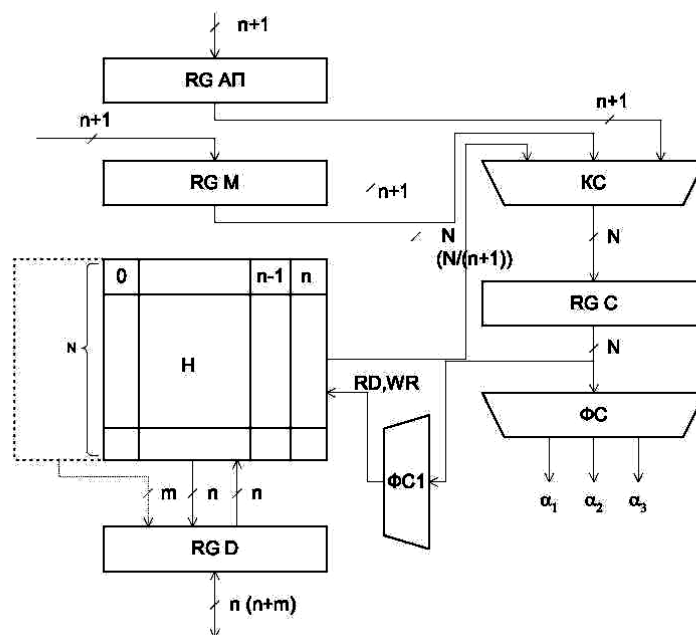 n+1
RG АП
n+1
n+1
RG М
n+1
КС
N
(N/(n+1))
N
0
n-1
n
RG С
N
N
Н
RD,WR
ФС
ФС1
m
n
n
α₁
α₂
α₃
RG D
n (n+m)